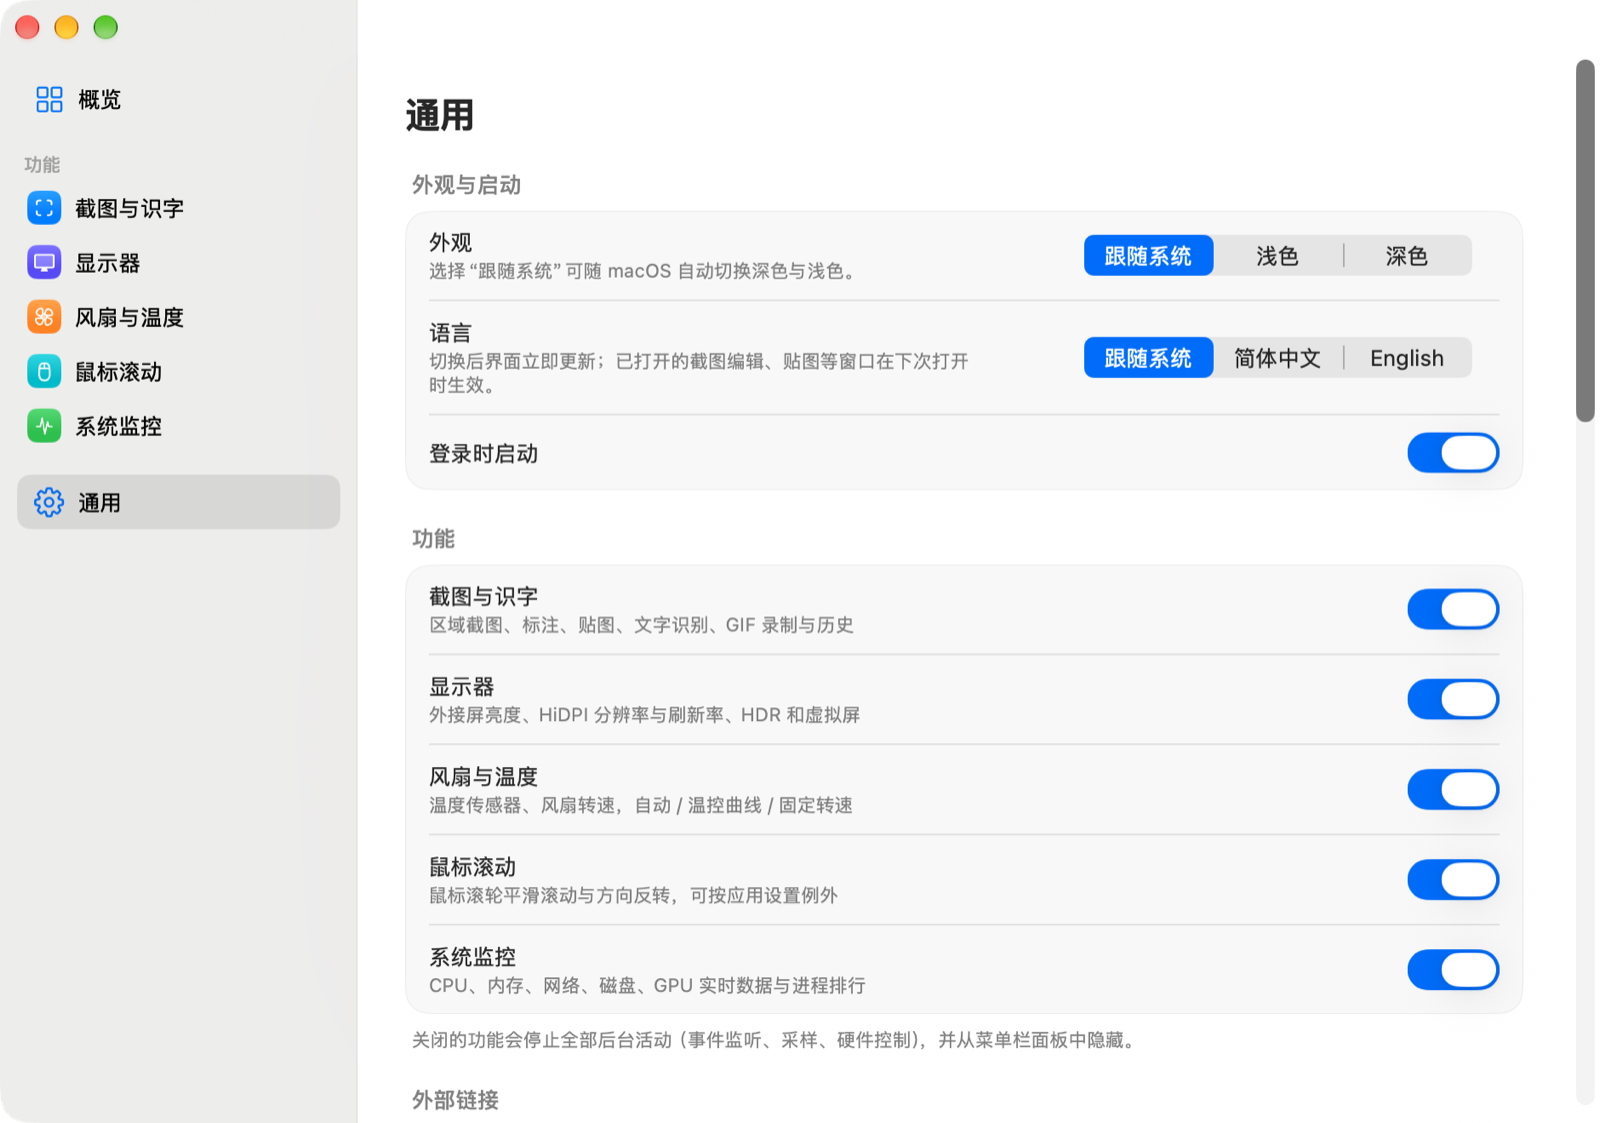 概览
功能
截图与识字
显示器
风扇与温度
鼠标滚动
系统监控
通用
通用
外观与启动
外观
选择“跟随系统”可随 macOS 自动切换深色与浅色。
跟随系统 浅色 深色
语言
切换后界面立即更新；已打开的截图编辑、贴图等窗口在下次打开
时生效。
跟随系统 简体中文 English
登录时启动
功能
截图与识字
区域截图、标注、贴图、文字识别、GIF 录制与历史
显示器
外接屏亮度、HiDPI 分辨率与刷新率、HDR 和虚拟屏
风扇与温度
温度传感器、风扇转速，自动 / 温控曲线 / 固定转速
鼠标滚动
鼠标滚轮平滑滚动与方向反转，可按应用设置例外
系统监控
CPU、内存、网络、磁盘、GPU 实时数据与进程排行
关闭的功能会停止全部后台活动（事件监听、采样、硬件控制），并从菜单栏面板中隐藏。
外部链接